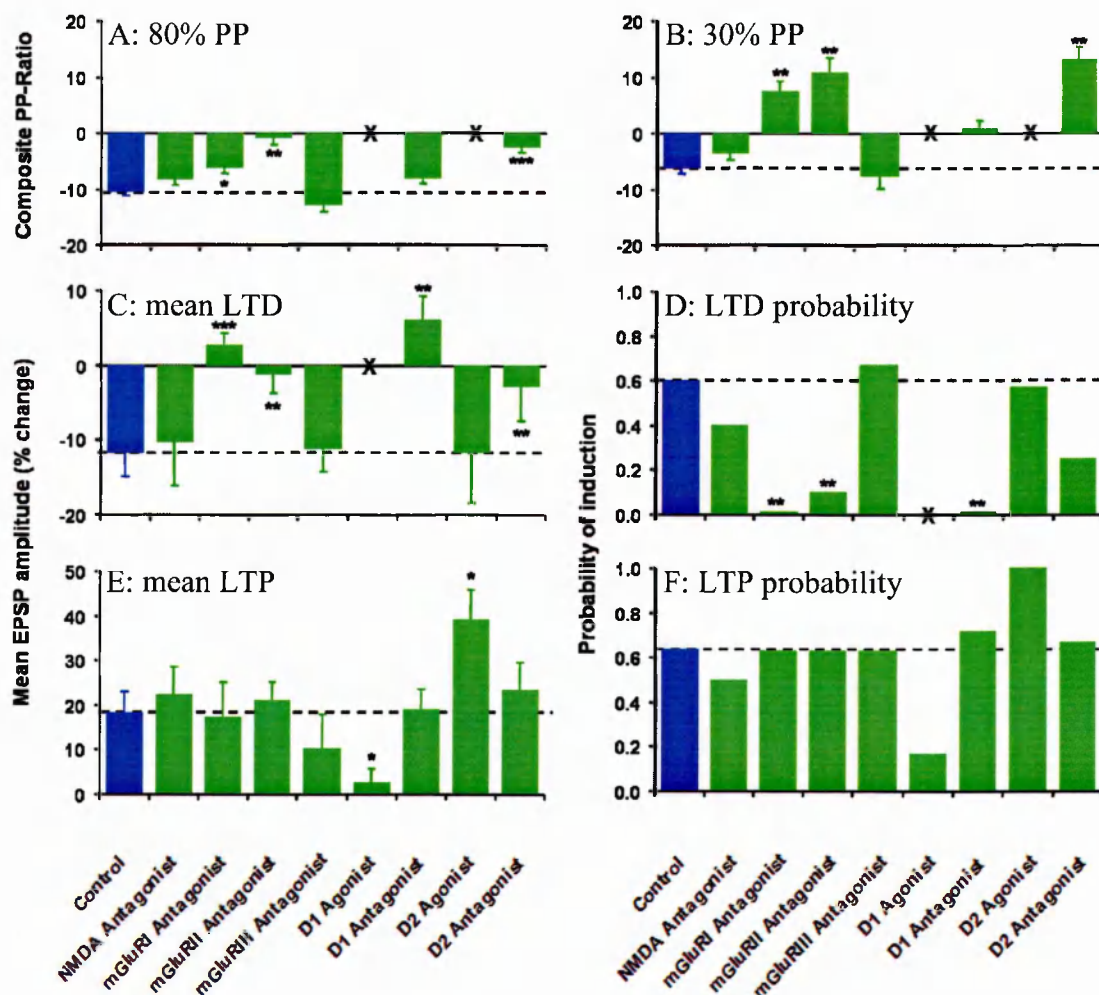 A: 80% PP
B: 30% PP
Composite PP-Ratio
20
10
0
-10
-20
*
**
X
X
***
20
10
0
-10
-20
**
**
X
X
**
C: mean LTD
D: LTD probability
Mean EPSP amplitude (% change)
10
0
-10
-20
***
**
X
**
**
Probability of induction
1.0
0.8
0.6
0.4
0.2
0.0
**
**
X
**
E: mean LTP
F: LTP probability
50
40
30
20
10
0
*
*
1.0
0.8
0.6
0.4
0.2
0.0
Control
NMDA Antagonist
mGluRI Antagonist
mGluRII Antagonist
mGluRIII Antagonist
D1 Agonist
D1 Antagonist
D2 Agonist
D2 Antagonist
Control
NMDA Antagonist
mGluRI Antagonist
mGluRII Antagonist
mGluRIII Antagonist
D1 Agonist
D1 Antagonist
D2 Agonist
D2 Antagonist